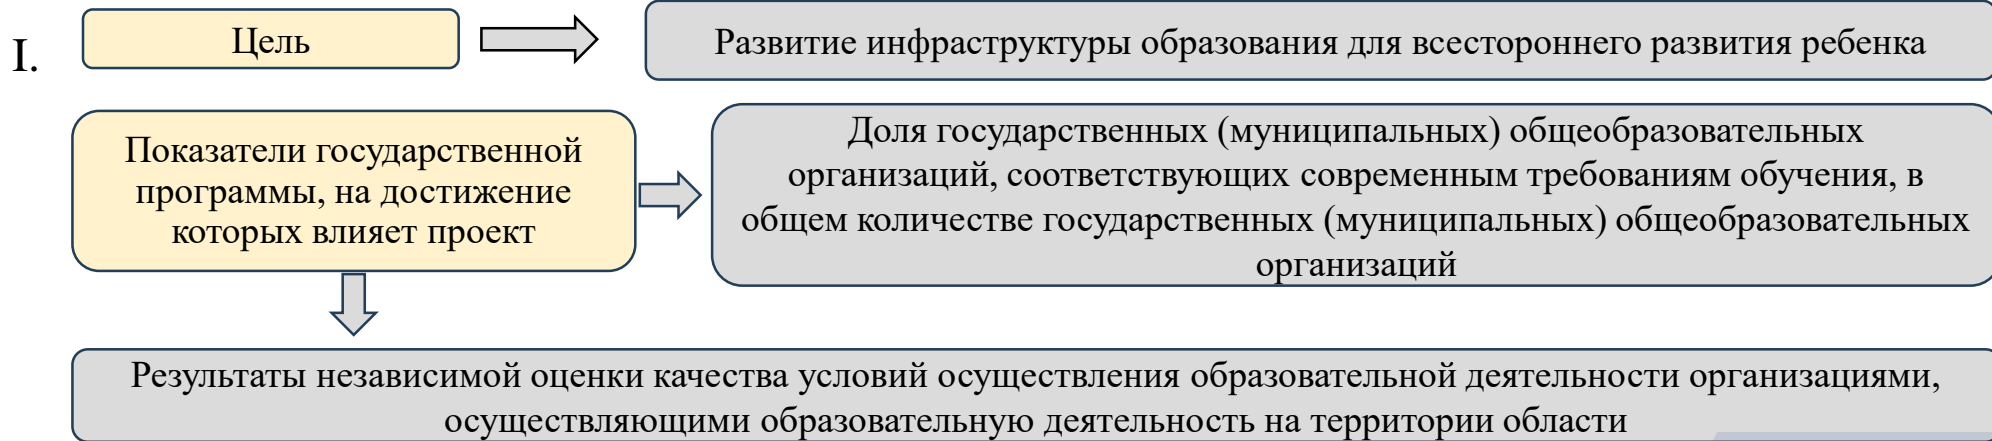 I.
Цель
Развитие инфраструктуры образования для всестороннего развития ребенка
Показатели государственной
программы, на достижение
которых влияет проект
Доля государственных (муниципальных) общеобразовательных
организаций, соответствующих современным требованиям обучения, в
общем количестве государственных (муниципальных) общеобразовательных
организаций
Результаты независимой оценки качества условий осуществления образовательной деятельности организациями,
осуществляющими образовательную деятельность на территории области